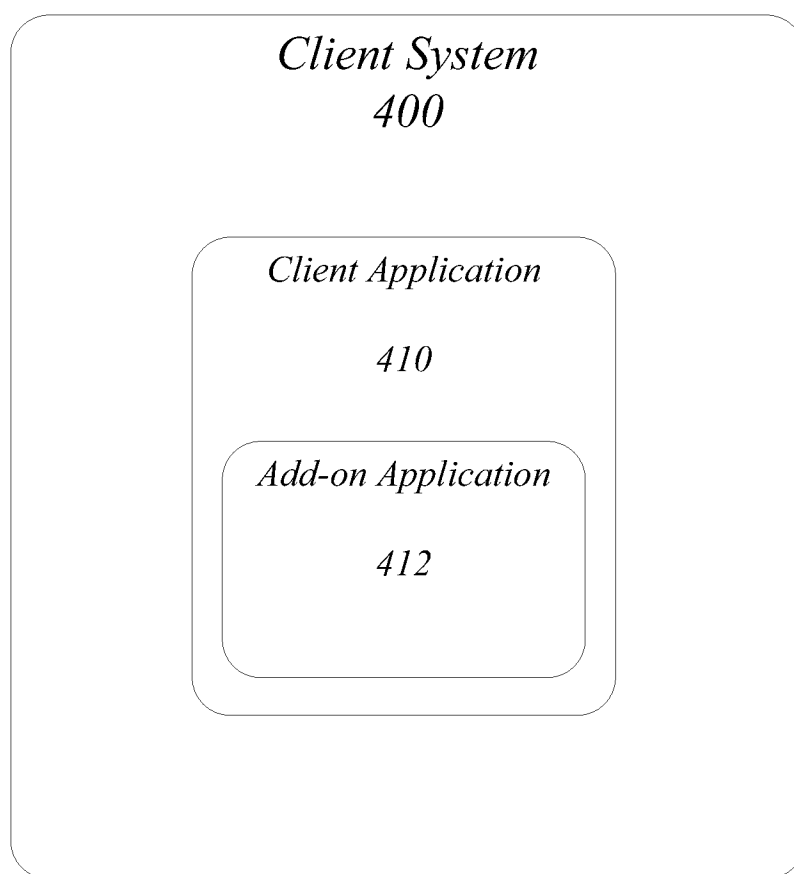 Client System
400
Client Application
410
Add-on Application
412